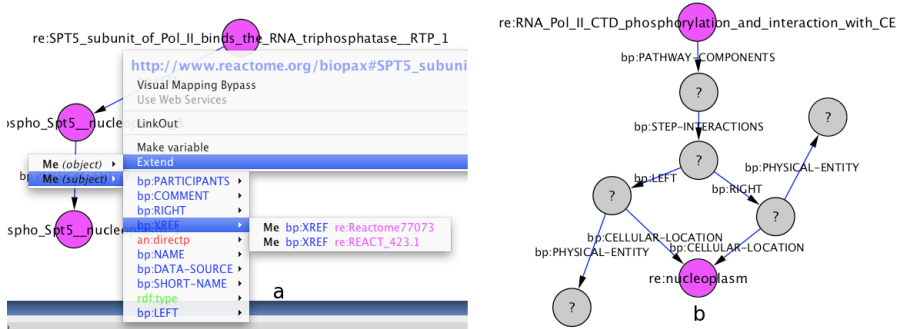 re:SPT5_subunit_of_Pol_II_binds_the_RNA_triphosphatase__RTP_1
http://www.reactome.org/biopax#SPT5_subuni
Visual Mapping Bypass
Use Web Services
LinkOut
ospho_Spt5__nucleop
Make variable
Me (object)
Extend
Me (subject)
bp:PARTICIPANTS
bp:COMMENT
bp:RIGHT
bp:XREF
Me bp:XREF re:Reactome77073
Me bp:XREF re:REACT_423.1
ospho_Spt5__nucleop
an:directp
bp:NAME
bp:DATA-SOURCE
bp:SHORT-NAME
rdf:type
bp:LEFT
a
re:RNA_Pol_II_CTD_phosphorylation_and_interaction_with_CE
bp:PATHWAY-COMPONENTS
?
bp:STEP-INTERACTIONS
?
?
bp:PHYSICAL-ENTITY
bp:LEFT
bp:RIGHT
?
?
bp:CELLULAR-LOCATION
bp:CELLULAR-LOCATION
bp:PHYSICAL-ENTITY
re:nucleoplasm
?
b